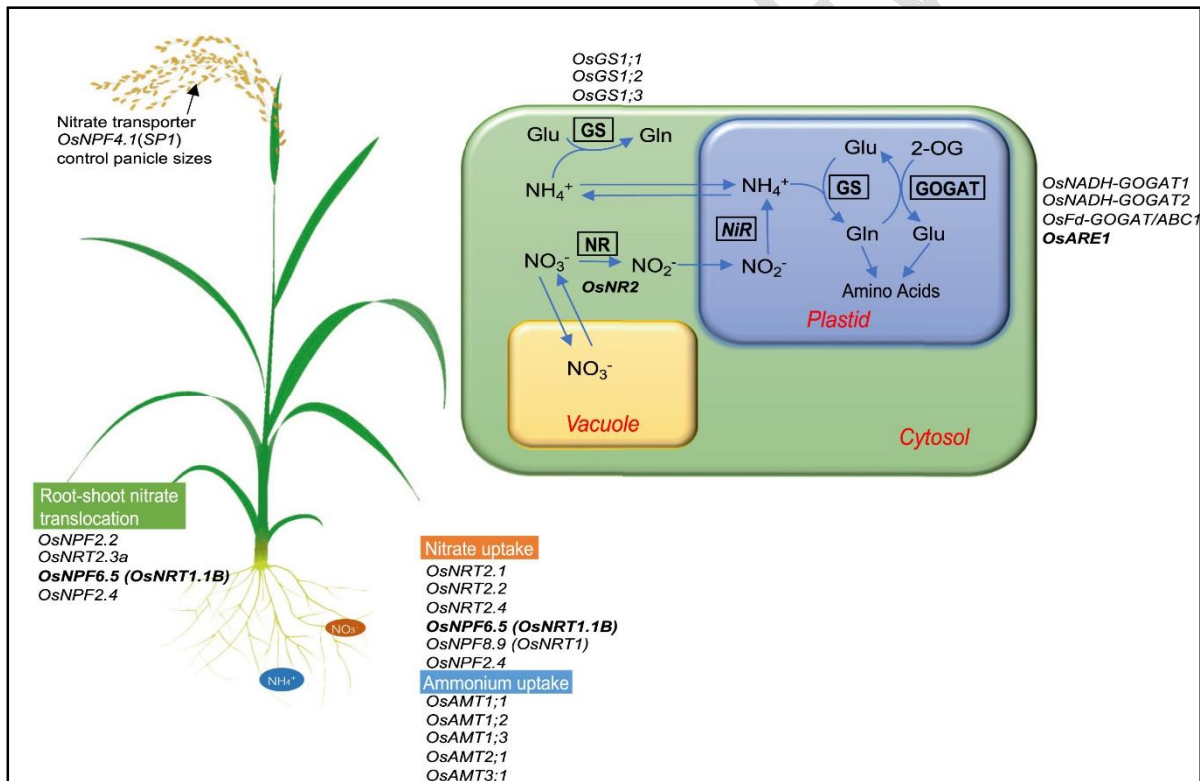 Nitrate transporter
OsNPF4.1(SP1)
control panicle sizes
OsGS1;1
OsGS1;2
OsGS1;3
Glu
GS
Gln
NH₄⁺
NO₃⁻
NR
NO₂⁻
OsNR2
NO₃⁻
Vacuole
Glu
2-OG
NH₄⁺
GS
GOGAT
NiR
Gln
Glu
NO₂⁻
Amino Acids
Plastid
Cytosol
OsNADH-GOGAT1
OsNADH-GOGAT2
OsFd-GOGAT/ABC1
OsARE1
Root-shoot nitrate
translocation
OsNPF2.2
OsNRT2.3a
OsNPF6.5 (OsNRT1.1B)
OsNPF2.4
NO₃⁻
NH₄⁺
Nitrate uptake
OsNRT2.1
OsNRT2.2
OsNRT2.4
OsNPF6.5 (OsNRT1.1B)
OsNPF8.9 (OsNRT1)
OsNPF2.4
Ammonium uptake
OsAMT1;1
OsAMT1;2
OsAMT1;3
OsAMT2;1
OsAMT3;1